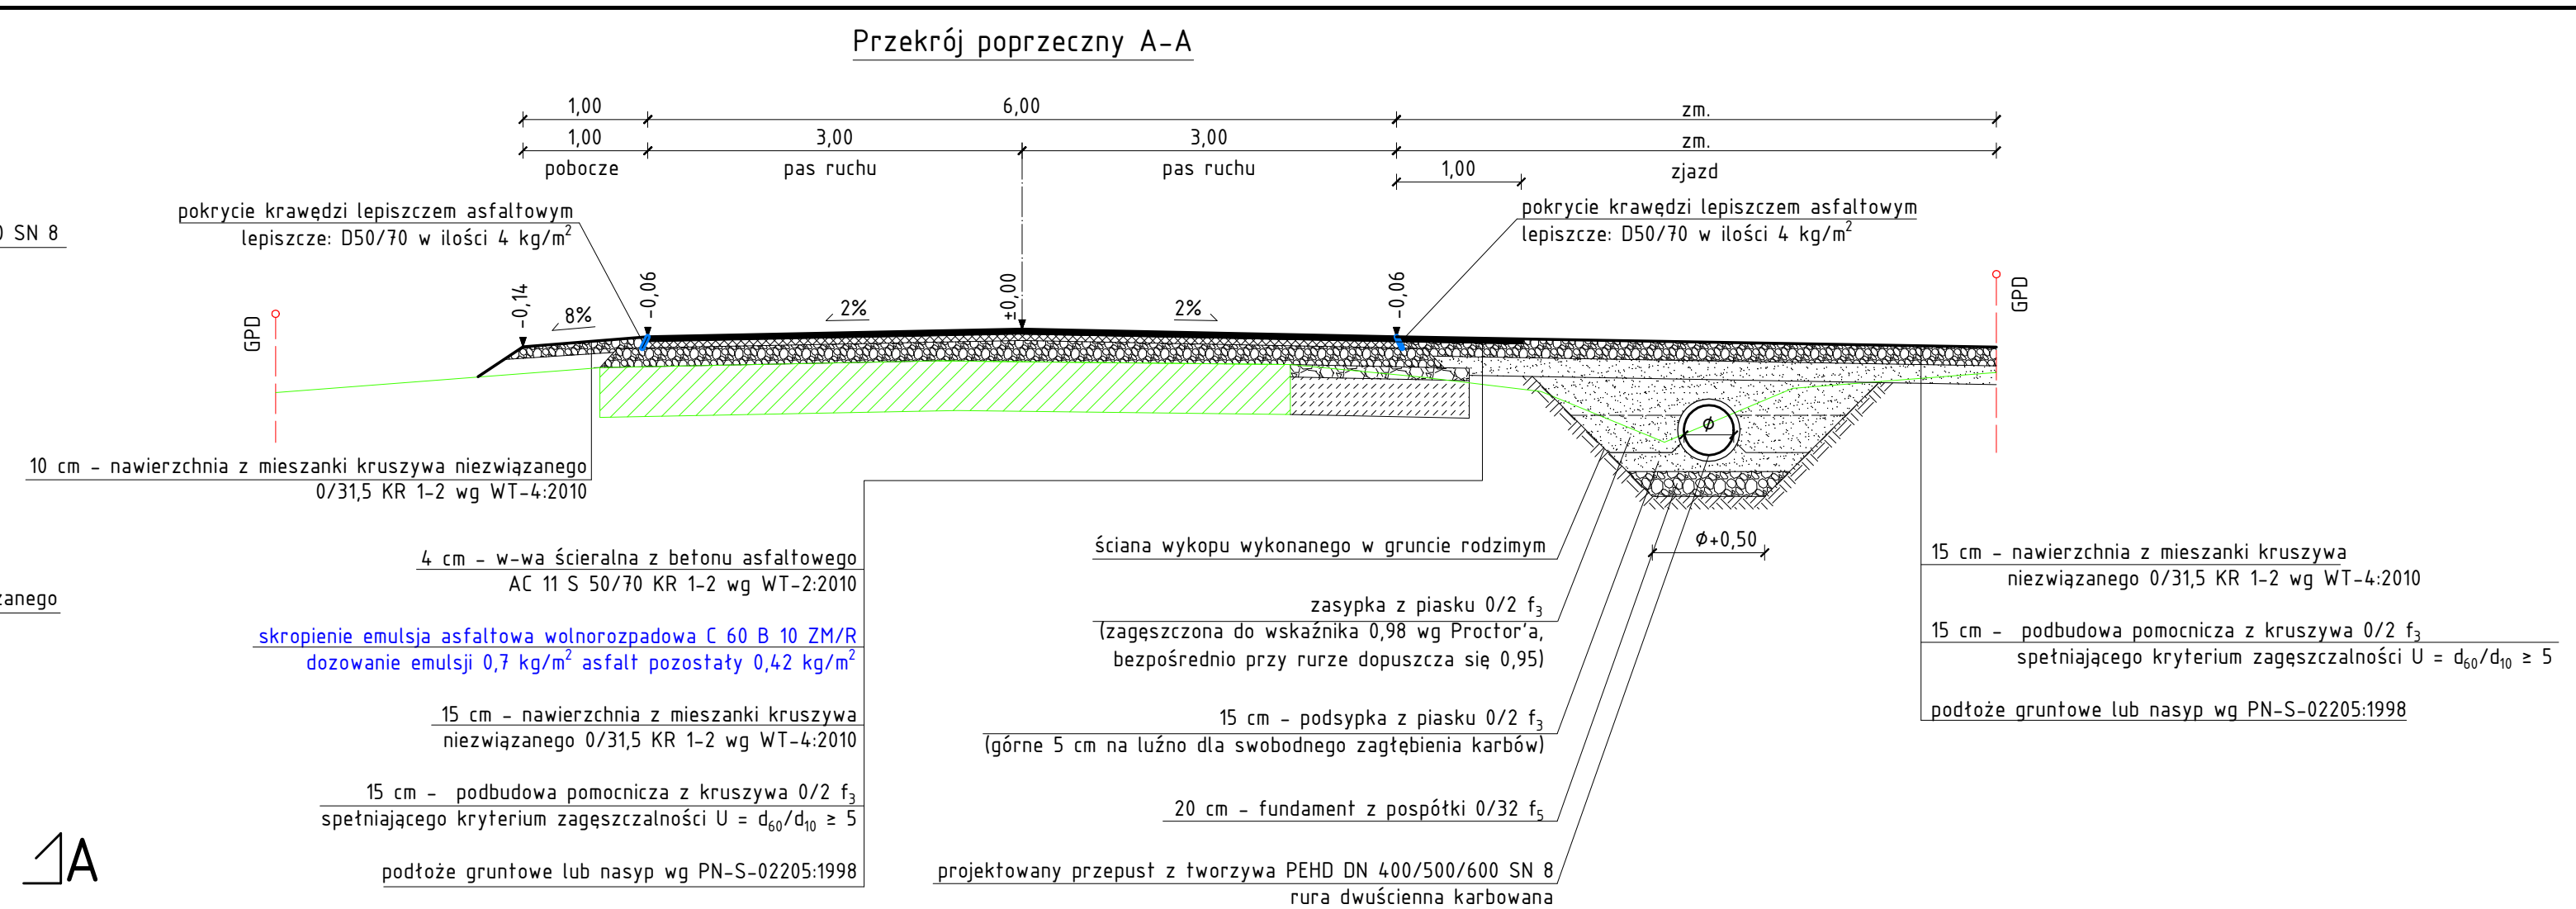 Przekrój poprzeczny A-A
1,00
6,00
zm.
1,00
3,00
3,00
zm.
pobocze
pas ruchu
pas ruchu
1,00
zjazd
pokrycie krawędzi lepiszczem asfaltowym
lepiszcze: D50/70 w ilości 4 kg/m²
pokrycie krawędzi lepiszczem asfaltowym
lepiszcze: D50/70 w ilości 4 kg/m²
SN 8
GPD
-0,14
8%
-0,06
2%
±0,00
2%
-0,06
GPD
ø
10 cm - nawierzchnia z mieszanki kruszywa niezwiązanego
0/31,5 KR 1-2 wg WT-4:2010
4 cm - w-wa ścieralna z betonu asfaltowego
AC 11 S 50/70 KR 1-2 wg WT-2:2010
skropienie emulsja asfaltowa wolnorozpadowa C 60 B 10 ZM/R
dozowanie emulsji 0,7 kg/m² asfalt pozostały 0,42 kg/m²
15 cm - nawierzchnia z mieszanki kruszywa
niezwiązanego 0/31,5 KR 1-2 wg WT-4:2010
15 cm - podbudowa pomocnicza z kruszywa 0/2 f₃
spełniającego kryterium zagęszczalności U = d₆₀/d₁₀ ≥ 5
podłoże gruntowe lub nasyp wg PN-S-02205:1998
ø+0,50
ściana wykopu wykonanego w gruncie rodzimym
zasypka z piasku 0/2 f₃
(zagęszczona do wskaźnika 0,98 wg Proctor'a,
bezpośrednio przy rurze dopuszcza się 0,95)
15 cm - podsypka z piasku 0/2 f₃
(górne 5 cm na luźno dla swobodnego zagłębienia karbów)
20 cm - fundament z pospółki 0/32 f₅
projektowany przepust z tworzywa PEHD DN 400/500/600 SN 8
rura dwuścienna karbowana
15 cm - nawierzchnia z mieszanki kruszywa
niezwiązanego 0/31,5 KR 1-2 wg WT-4:2010
15 cm - podbudowa pomocnicza z kruszywa 0/2 f₃
spełniającego kryterium zagęszczalności U = d₆₀/d₁₀ ≥ 5
podłoże gruntowe lub nasyp wg PN-S-02205:1998
zanego
A